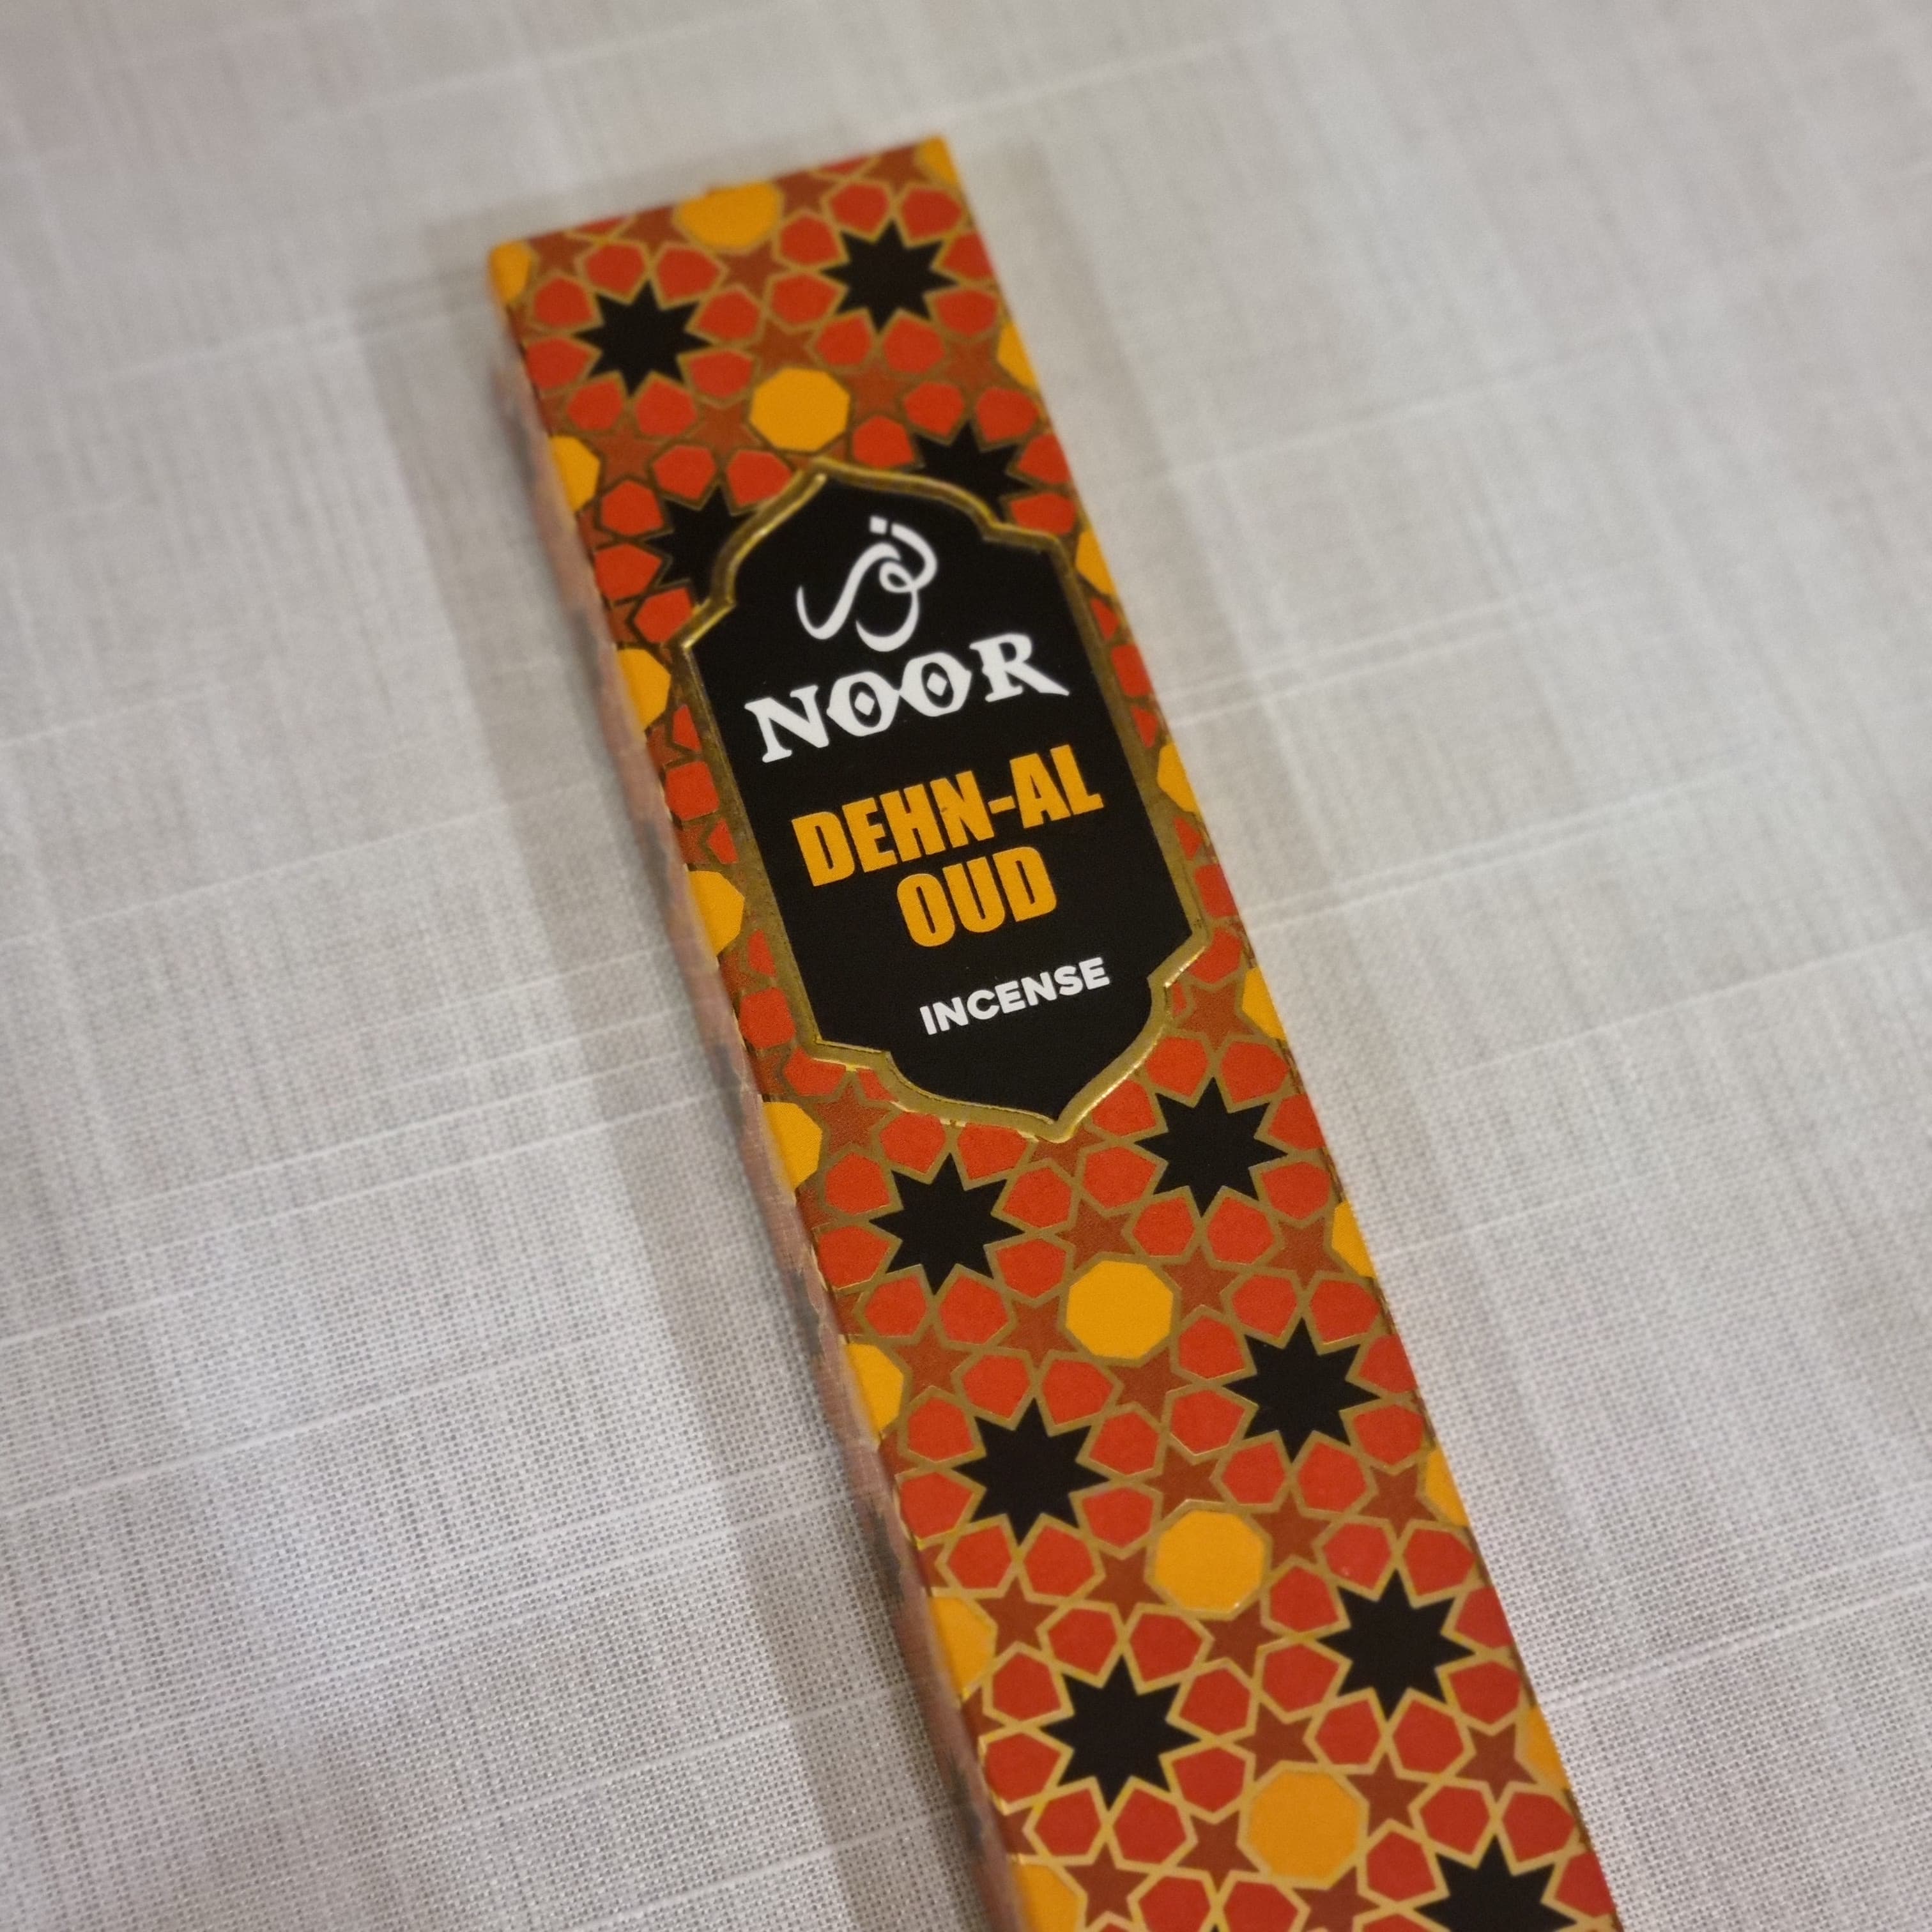 نور
NOOR
DEHN-AL
OUD
INCENSE